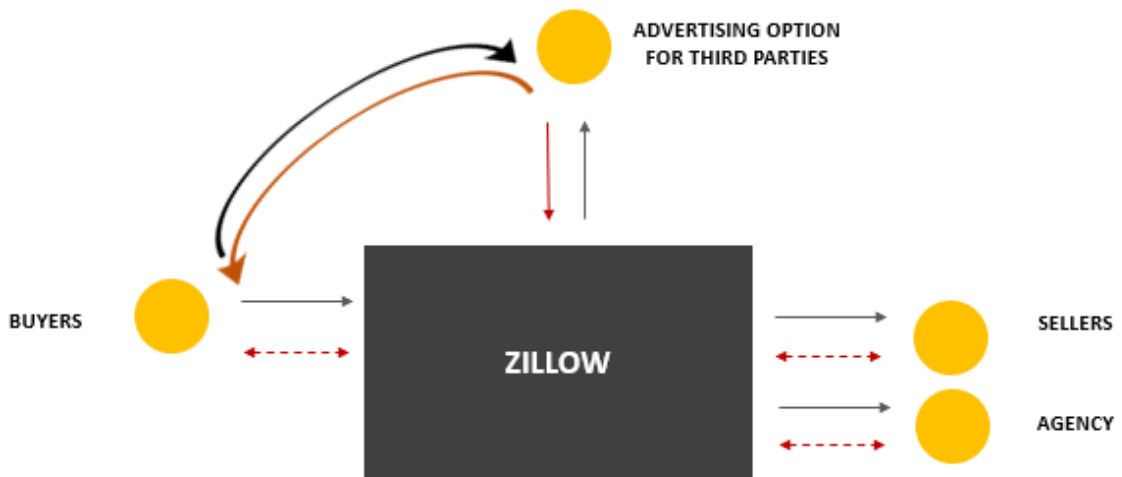 ADVERTISING OPTION
FOR THIRD PARTIES
BUYERS
ZILLOW
SELLERS
AGENCY